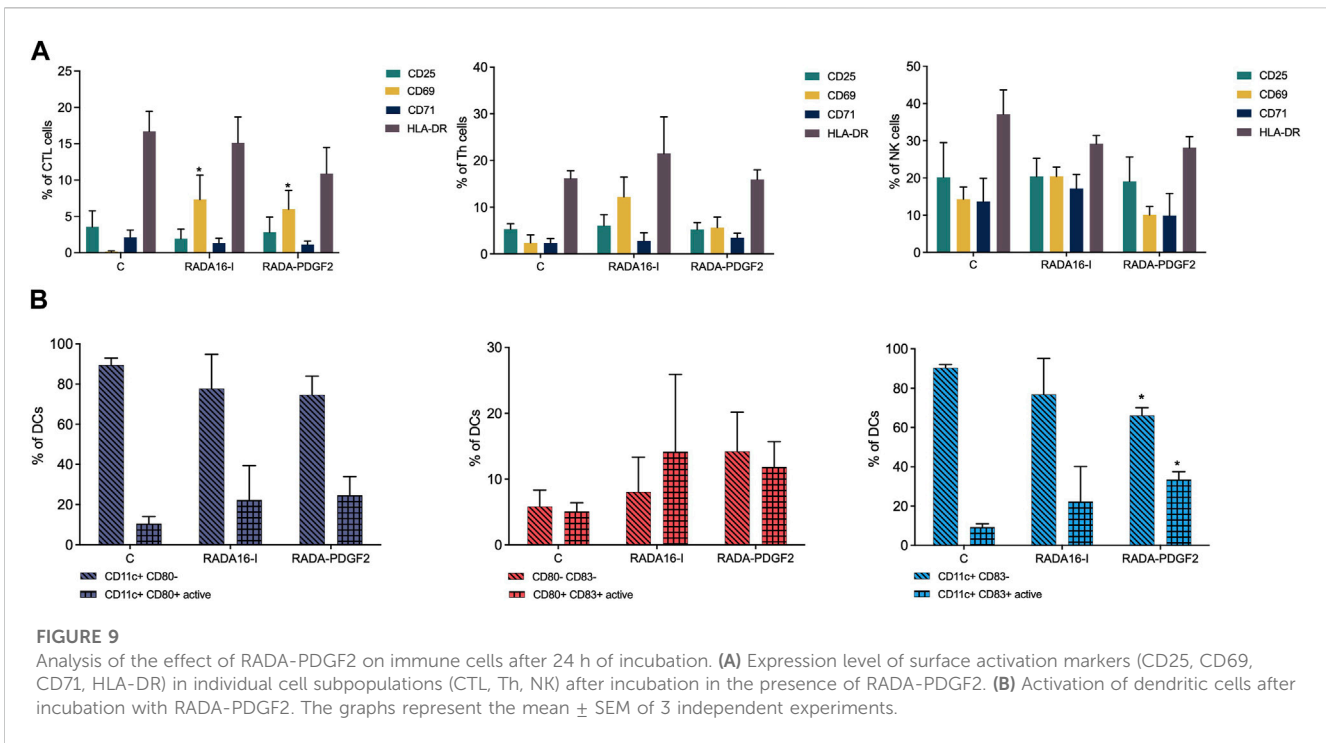 A
25
20
15
10
5
0
% of CTL cells
*
*
C
RADA16-I
RADA-PDGF2
CD25
CD69
CD71
HLA-DR
40
30
20
10
0
% of Th cells
C
RADA16-I
RADA-PDGF2
CD25
CD69
CD71
HLA-DR
50
40
30
20
10
0
% of NK cells
C
RADA16-I
RADA-PDGF2
CD25
CD69
CD71
HLA-DR
B
100
80
60
40
20
0
% of DCs
C
RADA16-I
RADA-PDGF2
CD11c+ CD80-
CD11c+ CD80+ active
30
20
10
0
% of DCs
C
RADA16-I
RADA-PDGF2
CD80- CD83-
CD80+ CD83+ active
100
80
60
40
20
0
% of DCs
*
*
C
RADA16-I
RADA-PDGF2
CD11c+ CD83-
CD11c+ CD83+ active
FIGURE 9
Analysis of the effect of RADA-PDGF2 on immune cells after 24 h of incubation. (A) Expression level of surface activation markers (CD25, CD69,
CD71, HLA-DR) in individual cell subpopulations (CTL, Th, NK) after incubation in the presence of RADA-PDGF2. (B) Activation of dendritic cells after
incubation with RADA-PDGF2. The graphs represent the mean ± SEM of 3 independent experiments.